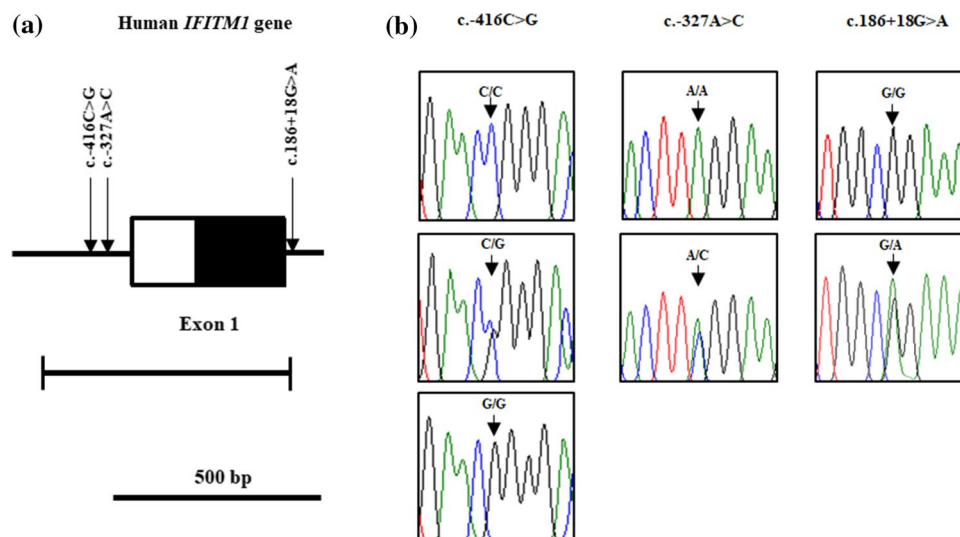 (a)
Human IFITM1 gene
c.-416C>G
c.-327A>C
c.186+18G>A
Exon 1
500 bp
(b)
c.-416C>G
c.-327A>C
c.186+18G>A
C/C
A/A
G/G
C/G
A/C
G/A
G/G